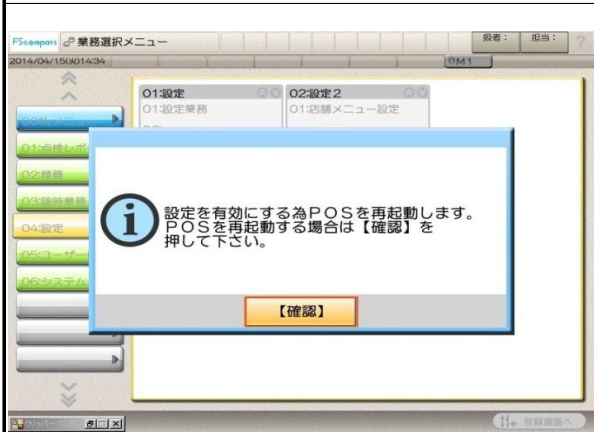 FScompass 業務選択メニュー
扱者： 担当：
?
2014/04/15(火)14:34
0M1
01:設定
01:設定業務
02:設定2
01:店舗メニュー設定
01:点検レポ
02:精算
03:随時業務
04:設定
05:ユーザー
06:システム
設定を有効にする為ＰＯＳを再起動します。
ＰＯＳを再起動する場合は【確認】を
押して下さい。
【確認】
登録画面へ